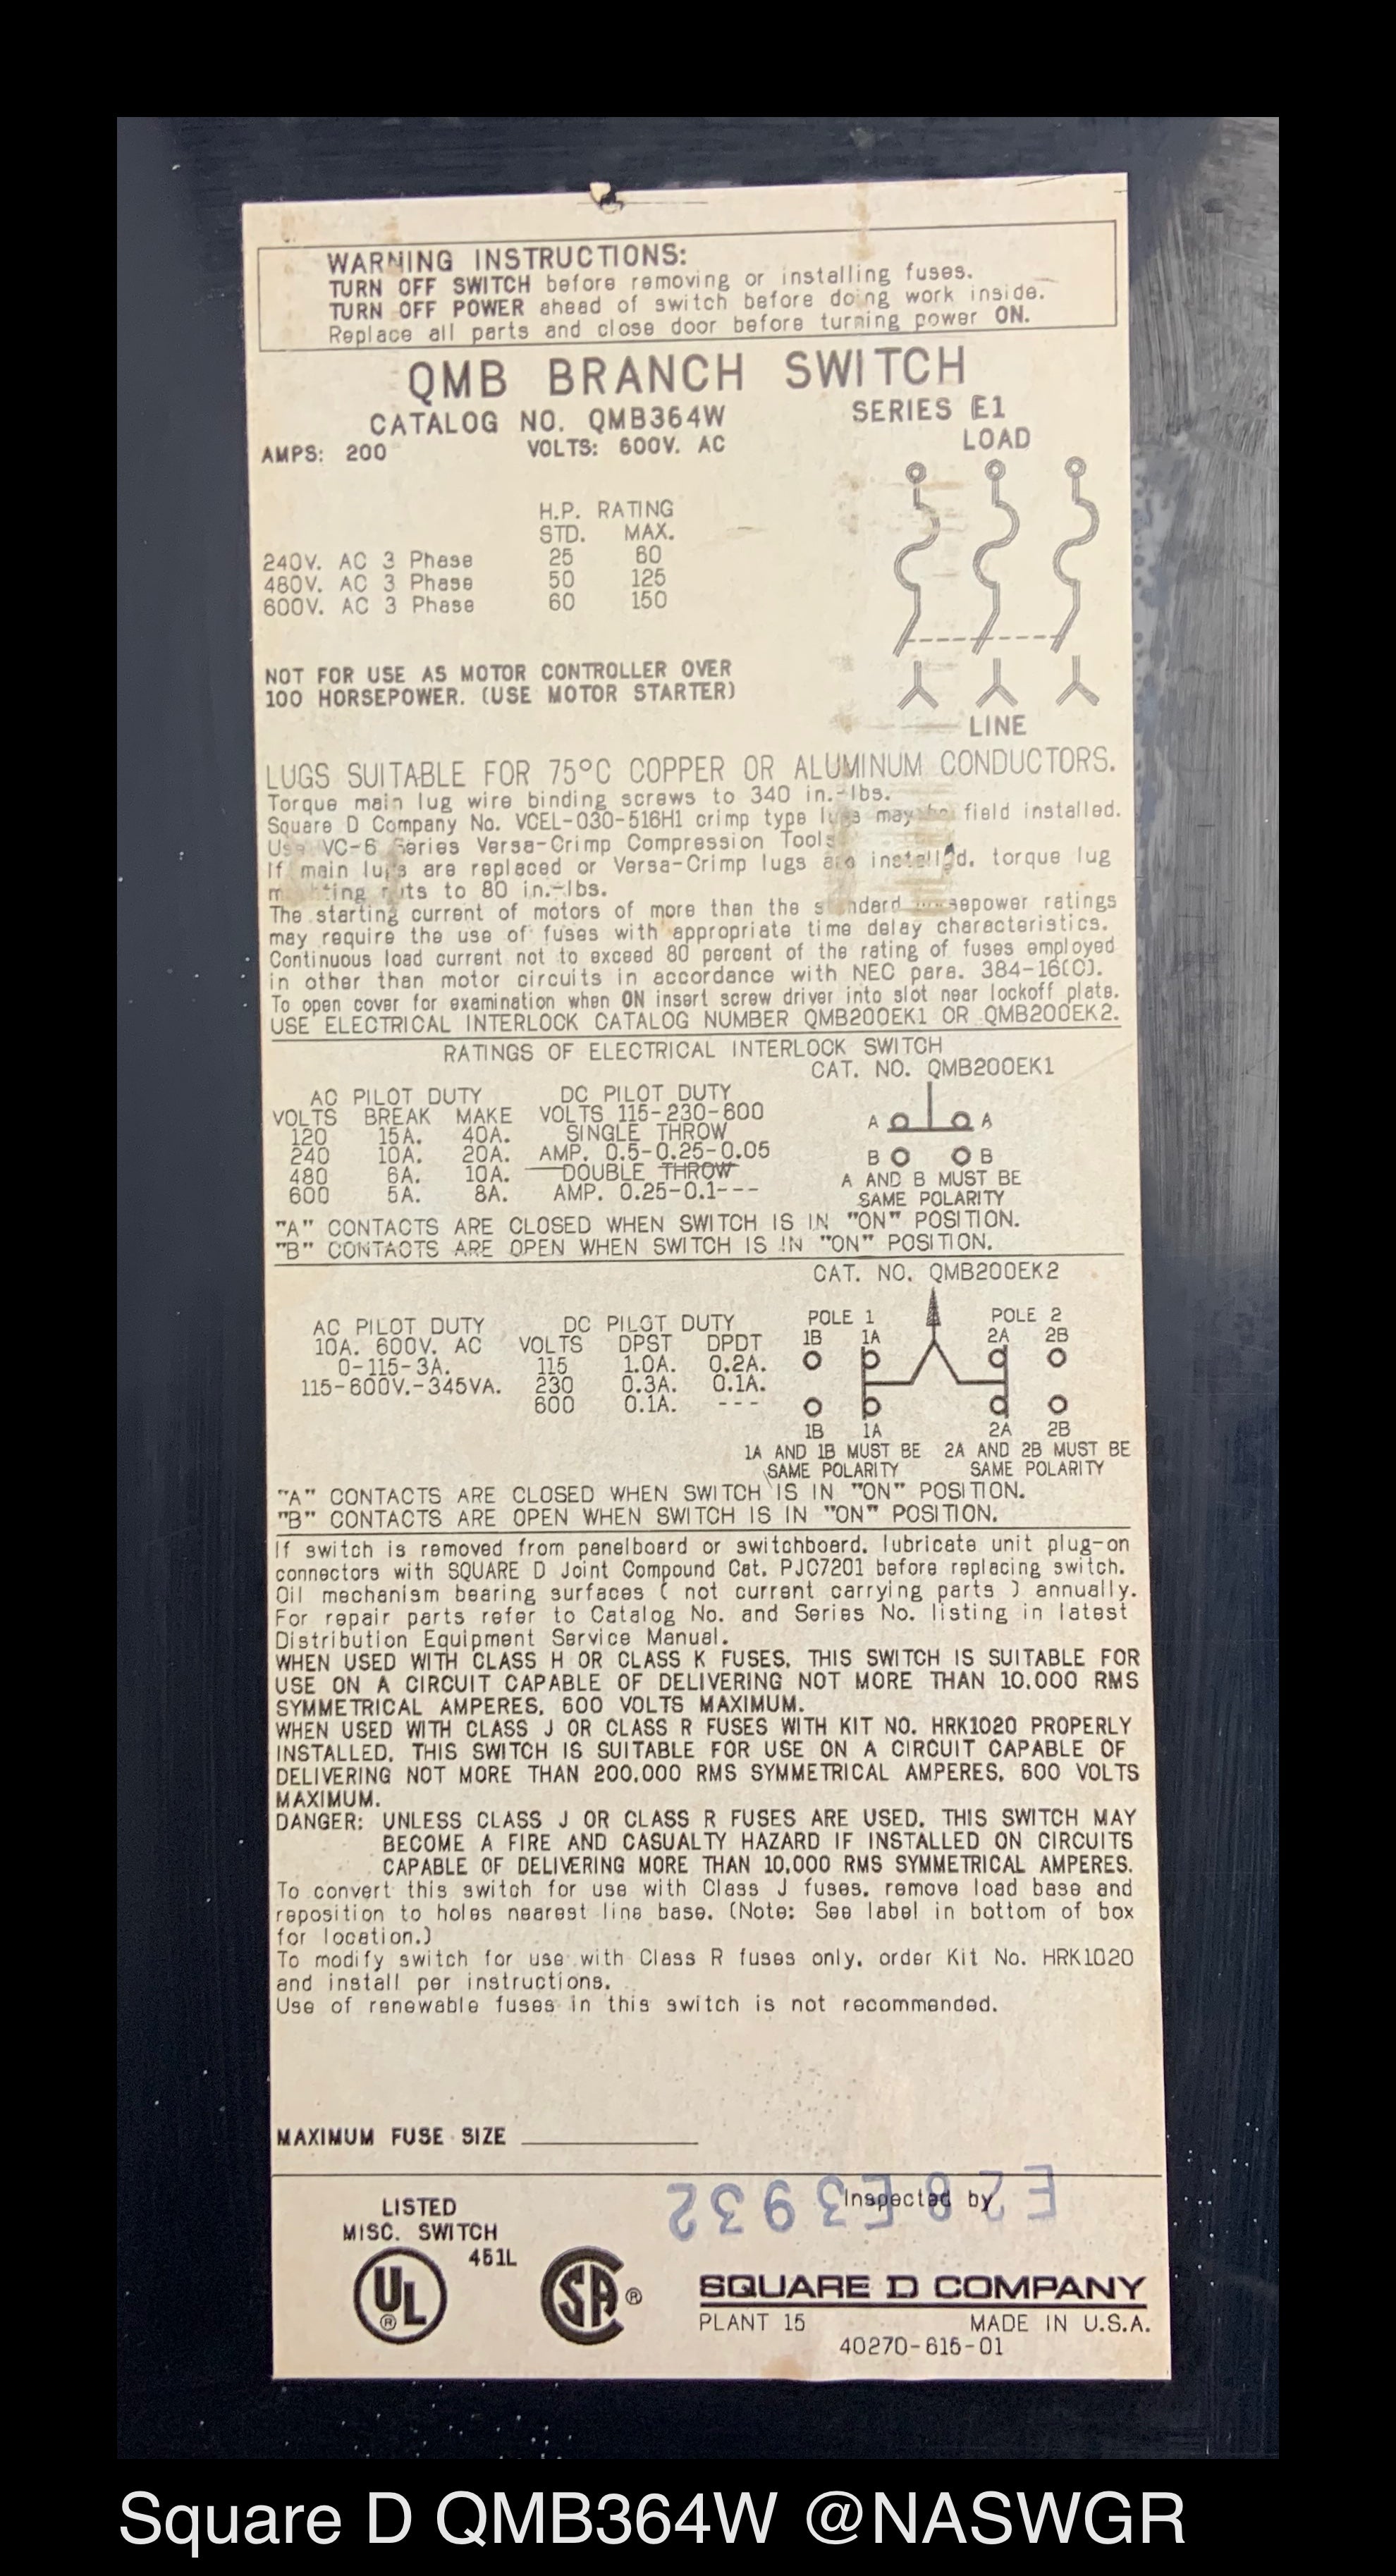 WARNING INSTRUCTIONS:
TURN OFF SWITCH before removing or installing fuses.
TURN OFF POWER ahead of switch before doing work inside.
Replace all parts and close door before turning power ON.
QMB BRANCH SWITCH
CATALOG NO. QMB364W SERIES E1
AMPS: 200 VOLTS: 600V. AC LOAD
H.P. RATING
STD. MAX.
240V. AC 3 Phase 25 60
480V. AC 3 Phase 50 125
600V. AC 3 Phase 60 150
NOT FOR USE AS MOTOR CONTROLLER OVER
100 HORSEPOWER. (USE MOTOR STARTER)
LINE
LUGS SUITABLE FOR 75°C COPPER OR ALUMINUM CONDUCTORS.
Torque main lug wire binding screws to 340 in.-lbs.
Square D Company No. VCEL-030-516H1 crimp type lugs may be field installed.
Use VC-6 Series Versa-Crimp Compression Tools
If main lugs are replaced or Versa-Crimp lugs are installed, torque lug
mounting nuts to 80 in.-lbs.
The starting current of motors of more than the standard horsepower ratings
may require the use of fuses with appropriate time delay characteristics.
Continuous load current not to exceed 80 percent of the rating of fuses employed
in other than motor circuits in accordance with NEC para. 384-16(C).
To open cover for examination when ON insert screw driver into slot near lockoff plate.
USE ELECTRICAL INTERLOCK CATALOG NUMBER QMB200EK1 OR QMB200EK2.
RATINGS OF ELECTRICAL INTERLOCK SWITCH
CAT. NO. QMB200EK1
AC PILOT DUTY DC PILOT DUTY
VOLTS BREAK MAKE VOLTS 115-230-600
120 15A. 40A. SINGLE THROW A A
240 10A. 20A. AMP. 0.5-0.25-0.05 B B
480 6A. 10A. DOUBLE THROW A AND B MUST BE
600 5A. 8A. AMP. 0.25-0.1--- SAME POLARITY
"A" CONTACTS ARE CLOSED WHEN SWITCH IS IN "ON" POSITION.
"B" CONTACTS ARE OPEN WHEN SWITCH IS IN "ON" POSITION.
CAT. NO. QMB200EK2
AC PILOT DUTY DC PILOT DUTY POLE 1 POLE 2
10A. 600V. AC VOLTS DPST DPDT 1B 1A 2A 2B
0-115-3A. 115 1.0A. 0.2A.
115-600V.-345VA. 230 0.3A. 0.1A.
600 0.1A. ---
1B 1A 2A 2B
1A AND 1B MUST BE 2A AND 2B MUST BE
SAME POLARITY SAME POLARITY
"A" CONTACTS ARE CLOSED WHEN SWITCH IS IN "ON" POSITION.
"B" CONTACTS ARE OPEN WHEN SWITCH IS IN "ON" POSITION.
If switch is removed from panelboard or switchboard, lubricate unit plug-on
connectors with SQUARE D Joint Compound Cat. PJC7201 before replacing switch.
Oil mechanism bearing surfaces ( not current carrying parts ) annually.
For repair parts refer to Catalog No. and Series No. listing in latest
Distribution Equipment Service Manual.
WHEN USED WITH CLASS H OR CLASS K FUSES, THIS SWITCH IS SUITABLE FOR
USE ON A CIRCUIT CAPABLE OF DELIVERING NOT MORE THAN 10,000 RMS
SYMMETRICAL AMPERES, 600 VOLTS MAXIMUM.
WHEN USED WITH CLASS J OR CLASS R FUSES WITH KIT NO. HRK1020 PROPERLY
INSTALLED, THIS SWITCH IS SUITABLE FOR USE ON A CIRCUIT CAPABLE OF
DELIVERING NOT MORE THAN 200,000 RMS SYMMETRICAL AMPERES, 600 VOLTS
MAXIMUM.
DANGER: UNLESS CLASS J OR CLASS R FUSES ARE USED, THIS SWITCH MAY
BECOME A FIRE AND CASUALTY HAZARD IF INSTALLED ON CIRCUITS
CAPABLE OF DELIVERING MORE THAN 10,000 RMS SYMMETRICAL AMPERES.
To convert this switch for use with Class J fuses, remove load base and
reposition to holes nearest line base. (Note: See label in bottom of box
for location.)
To modify switch for use with Class R fuses only, order Kit No. HRK1020
and install per instructions.
Use of renewable fuses in this switch is not recommended.
MAXIMUM FUSE SIZE
E28E3932
Inspected by
LISTED
MISC. SWITCH
451L
UL ®
SA ®
SQUARE D COMPANY
PLANT 15 MADE IN U.S.A.
40270-615-01
Square D QMB364W @NASWGR